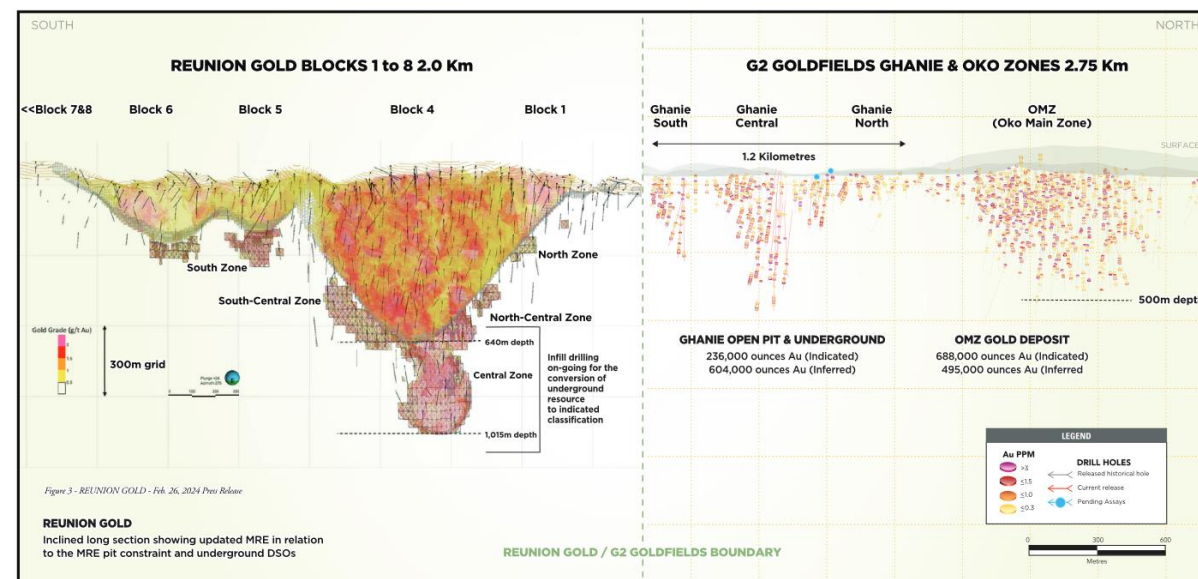 SOUTH
NORTH
REUNION GOLD BLOCKS 1 to 8 2.0 Km
G2 GOLDFIELDS GHANIE & OKO ZONES 2.75 Km
<<Block 7&8
Block 6
Block 5
Block 4
Block 1
Ghanie South
Ghanie Central
Ghanie North
OMZ
(Oko Main Zone)
1.2 Kilometres
SURFACE
South Zone
North Zone
South-Central Zone
North-Central Zone
640m depth
Central Zone
1,015m depth
Infill drilling
on-going for the
conversion of
underground
resource
to indicated
classification
Gold Grade (g/t Au)
300m grid
500m dept
GHANIE OPEN PIT & UNDERGROUND
236,000 ounces Au (Indicated)
604,000 ounces Au (Inferred)
OMZ GOLD DEPOSIT
688,000 ounces Au (Indicated)
495,000 ounces Au (Inferred
LEGEND
Au PPM
>3
≤1.5
≤1.0
≤0.3
DRILL HOLES
Released historical hole
Current release
Pending Assays
0 300 600
Metres
Figure 3 - REUNION GOLD - Feb. 26, 2024 Press Release
REUNION GOLD
Inclined long section showing updated MRE in relation
to the MRE pit constraint and underground DSOs
REUNION GOLD / G2 GOLDFIELDS BOUNDARY